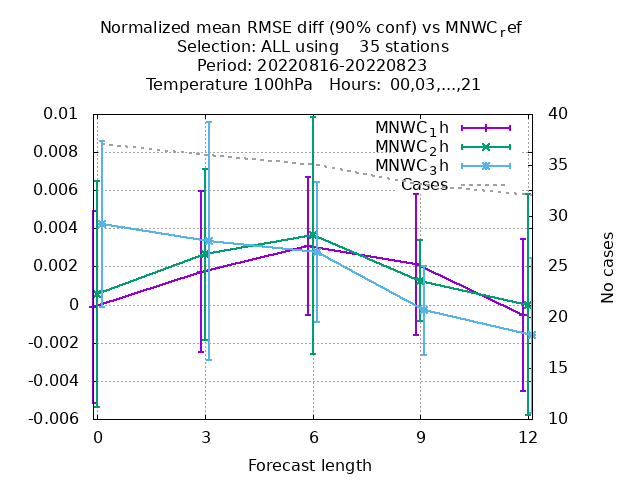 Normalized mean RMSE diff (90% conf) vs MNWC_ref
Selection: ALL using    35 stations
Period: 20220816-20220823
Temperature 100hPa   Hours: 00,03,...,21
0.01
0.008
0.006
0.004
0.002
0
-0.002
-0.004
-0.006
40
35
30
25
20
15
10
MNWC_1h
MNWC_2h
MNWC_3h
Cases
No cases
0 3 6 9 12
Forecast length